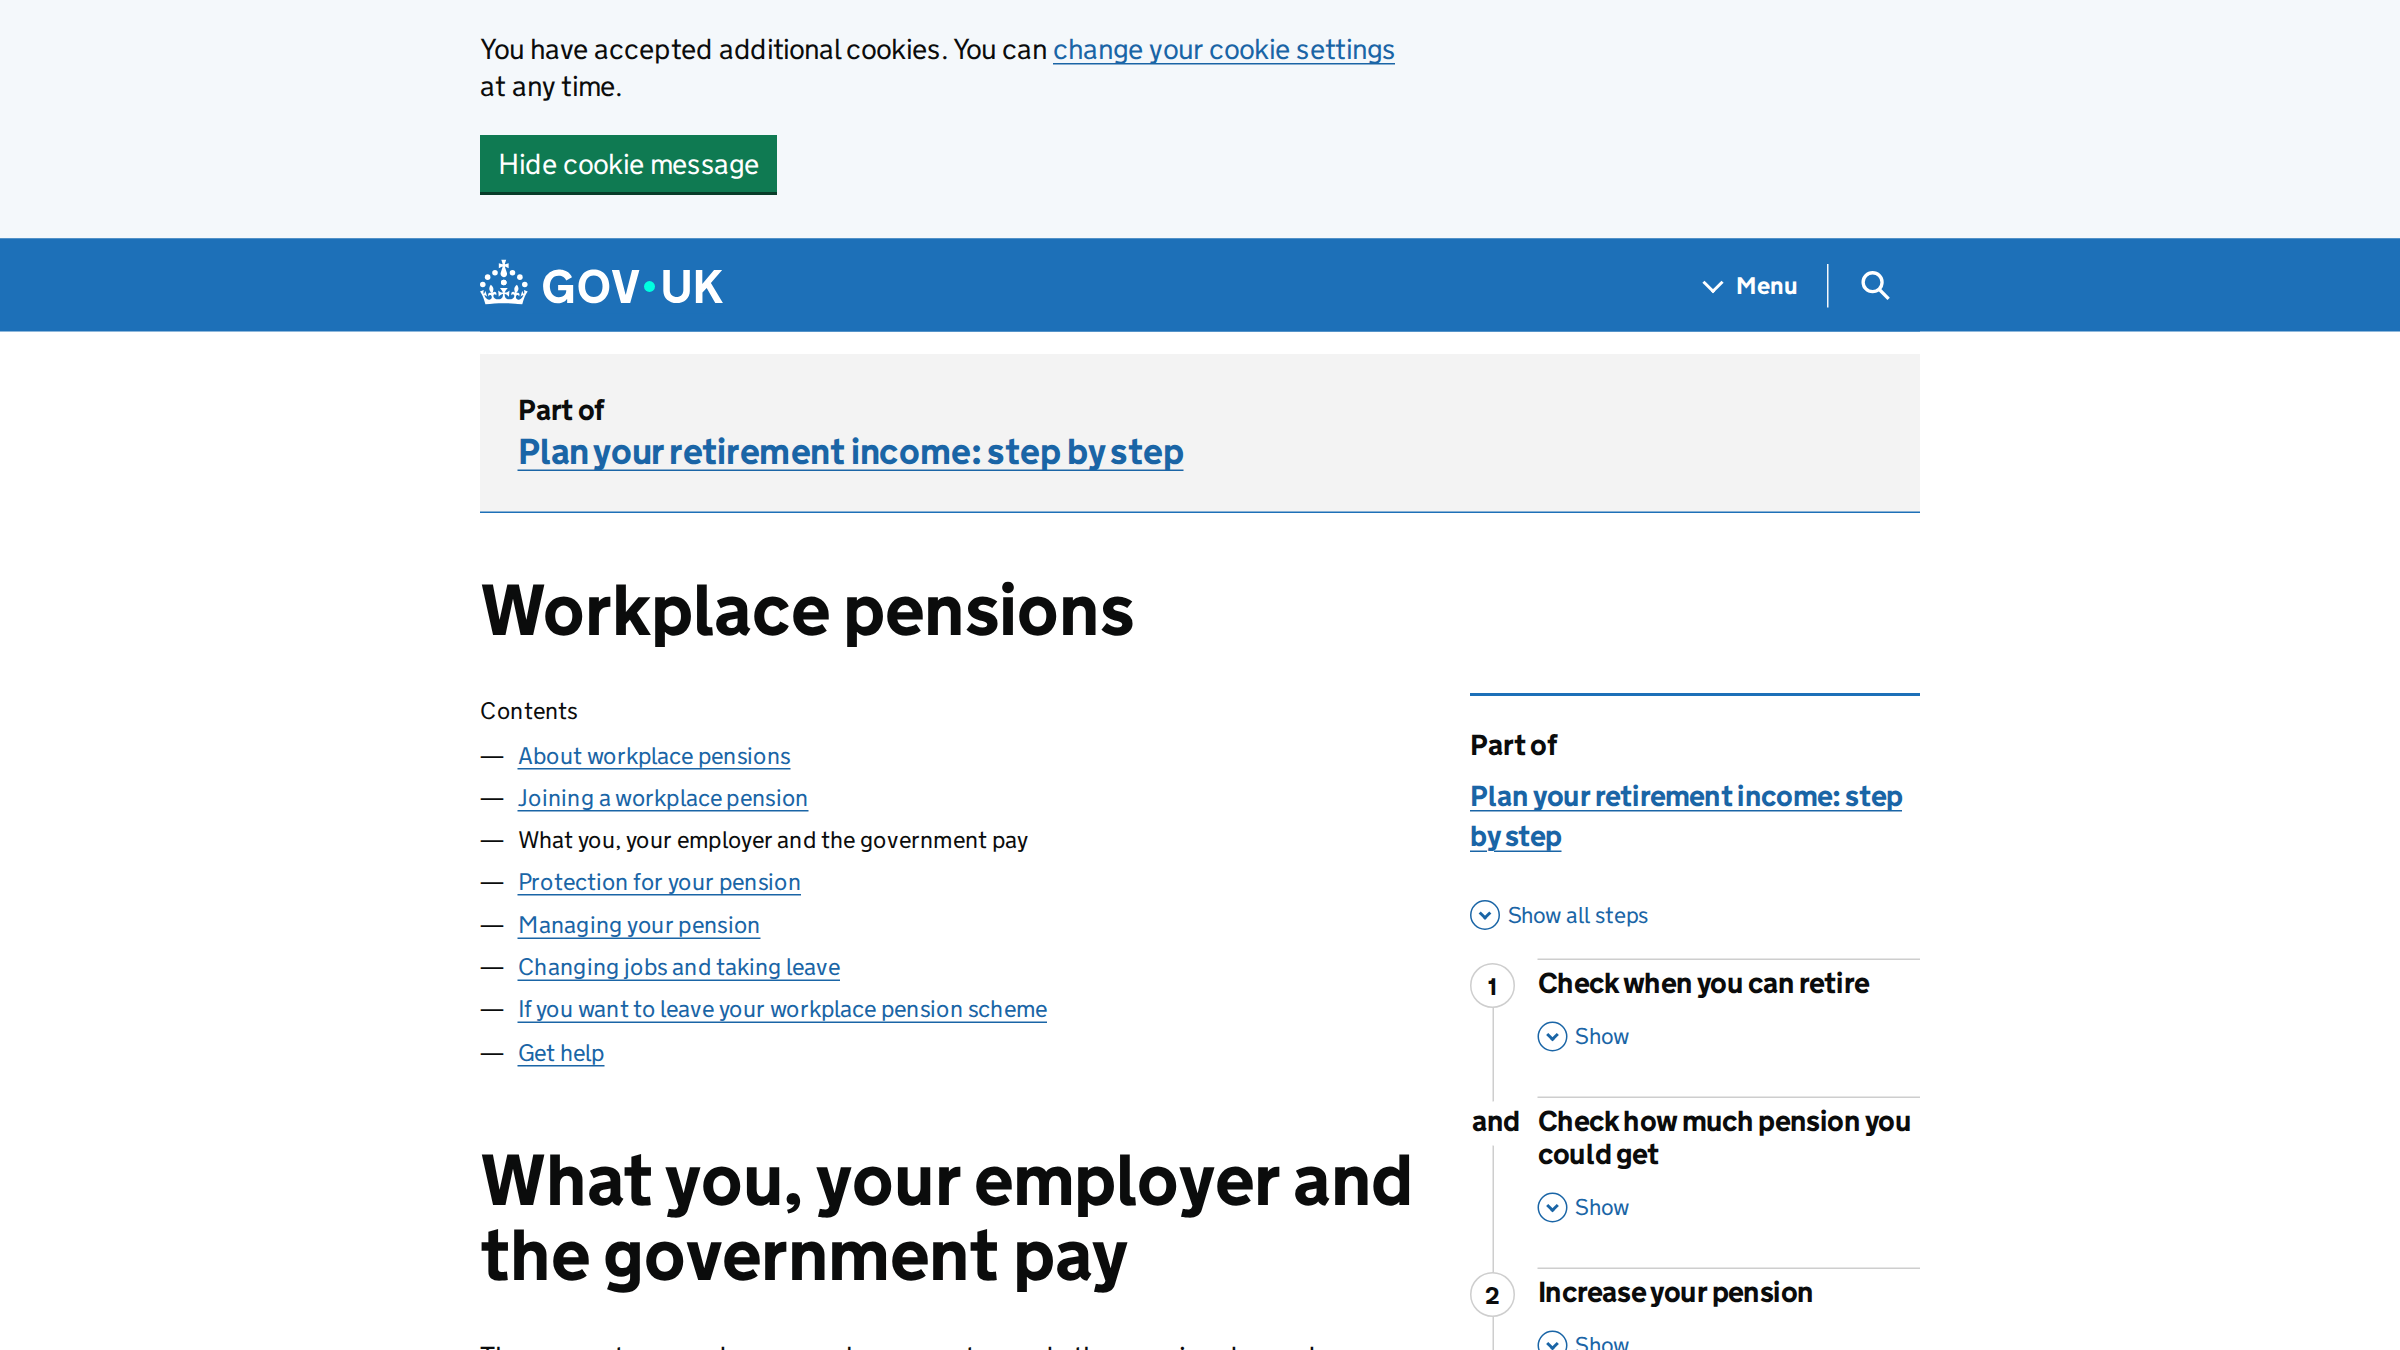 You have accepted additional cookies. You can change your cookie settings
at any time.
Hide cookie message
GOV·UK
Menu
Part of
Plan your retirement income: step by step
Workplace pensions
Contents
— About workplace pensions
— Joining a workplace pension
— What you, your employer and the government pay
— Protection for your pension
— Managing your pension
— Changing jobs and taking leave
— If you want to leave your workplace pension scheme
— Get help
What you, your employer and
the government pay
Part of
Plan your retirement income: step
by step
Show all steps
1 Check when you can retire
Show
and Check how much pension you
could get
Show
2 Increase your pension
Show